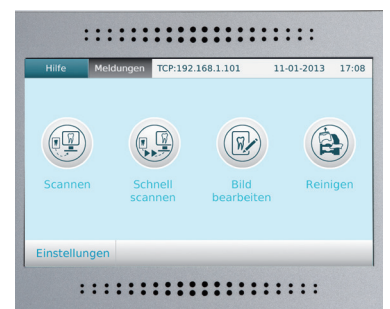 Hilfe Meldungen TCP:192.168.1.101 11-01-2013 17:08
Scannen
Schnell
scannen
Bild
bearbeiten
Reinigen
Einstellungen